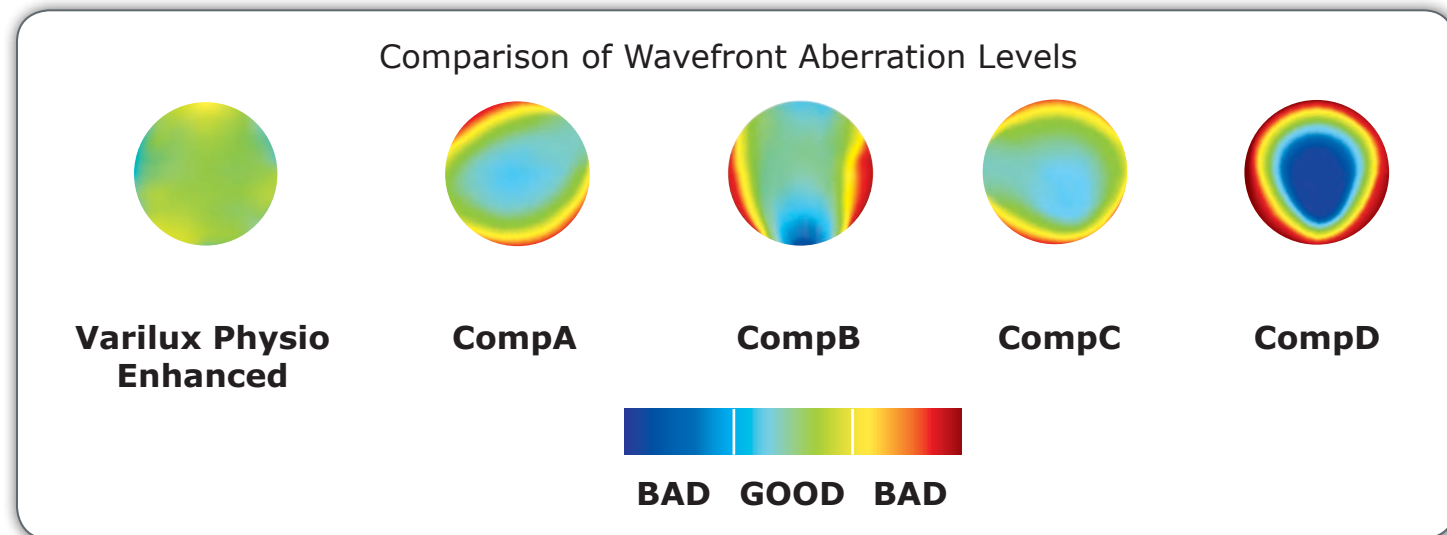 Comparison of Wavefront Aberration Levels
Varilux Physio
Enhanced
CompA
CompB
CompC
CompD
BAD GOOD BAD